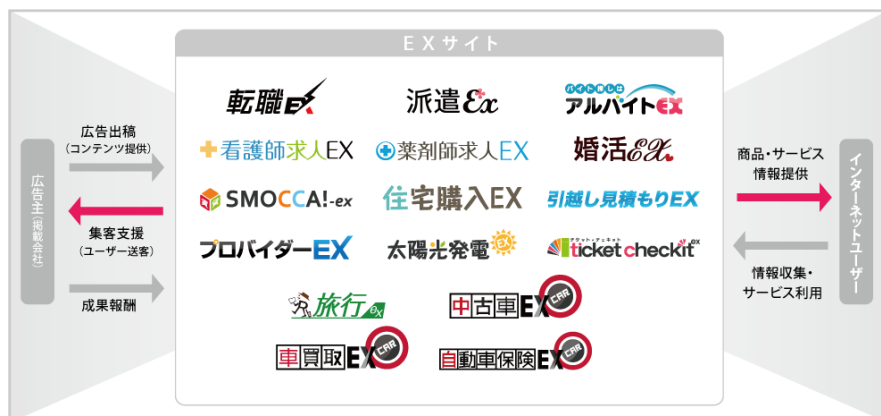 EXサイト
転職EX
派遣Ex
バイト探しは
アルバイトEX
看護師求人EX
薬剤師求人EX
婚活EX
SMOCCA!-ex
住宅購入EX
引越し見積もりEX
プロバイダーEX
太陽光発電EX
チケット・チェキット
ticket checkit ex
旅行ex
中古車EX CAR
車買取EX CAR
自動車保険EX CAR
広告主(掲載会社)
広告出稿
(コンテンツ提供)
集客支援
(ユーザー送客)
成果報酬
商品・サービス
情報提供
情報収集・
サービス利用
インターネットユーザー